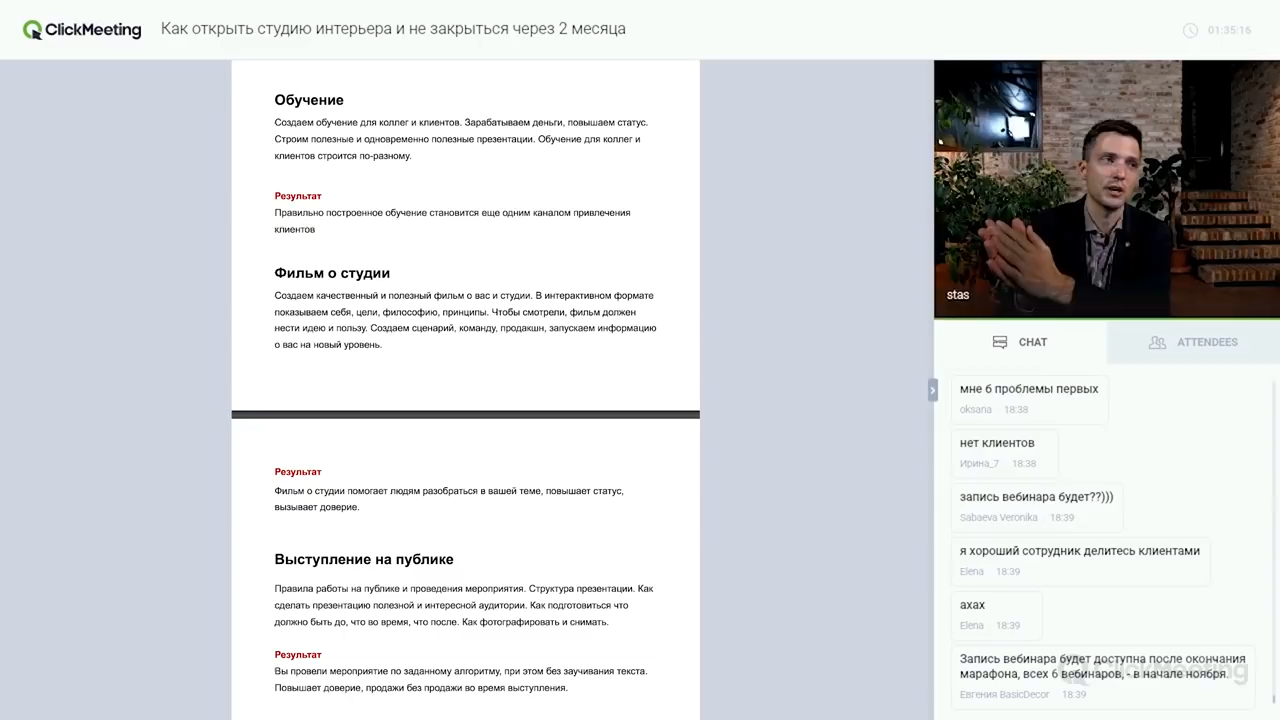 ClickMeeting
Как открыть студию интерьера и не закрыться через 2 месяца
01:35:16
Обучение
Создаем обучение для коллег и клиентов. Зарабатываем деньги, повышаем статус.
Строим полезные и одновременно полезные презентации. Обучение для коллег и
клиентов строится по-разному.
Результат
Правильно построенное обучение становится еще одним каналом привлечения
клиентов
Фильм о студии
Создаем качественный и полезный фильм о вас и студии. В интерактивном формате
показываем себя, цели, философию, принципы. Чтобы смотрели, фильм должен
нести идею и пользу. Создаем сценарий, команду, продакшн, запускаем информацию
о вас на новый уровень.
Результат
Фильм о студии помогает людям разобраться в вашей теме, повышает статус,
вызывает доверие.
Выступление на публике
Правила работы на публике и проведения мероприятия. Структура презентации. Как
сделать презентацию полезной и интересной аудитории. Как подготовиться что
должно быть до, что во время, что после. Как фотографировать и снимать.
Результат
Вы провели мероприятие по заданному алгоритму, при этом без заучивания текста.
Повышает доверие, продажи без продажи во время выступления.
stas
CHAT
ATTENDEES
мне 6 проблемы первых
oksana 18:38
нет клиентов
Ирина_7 18:38
запись вебинара будет??)))
Sabaeva Veronika 18:39
я хороший сотрудник делитесь клиентами
Elena 18:39
ахах
Elena 18:39
Запись вебинара будет доступна после окончания
марафона, всех 6 вебинаров, - в начале ноября.
Евгения BasicDecor 18:39
ClickMeeting